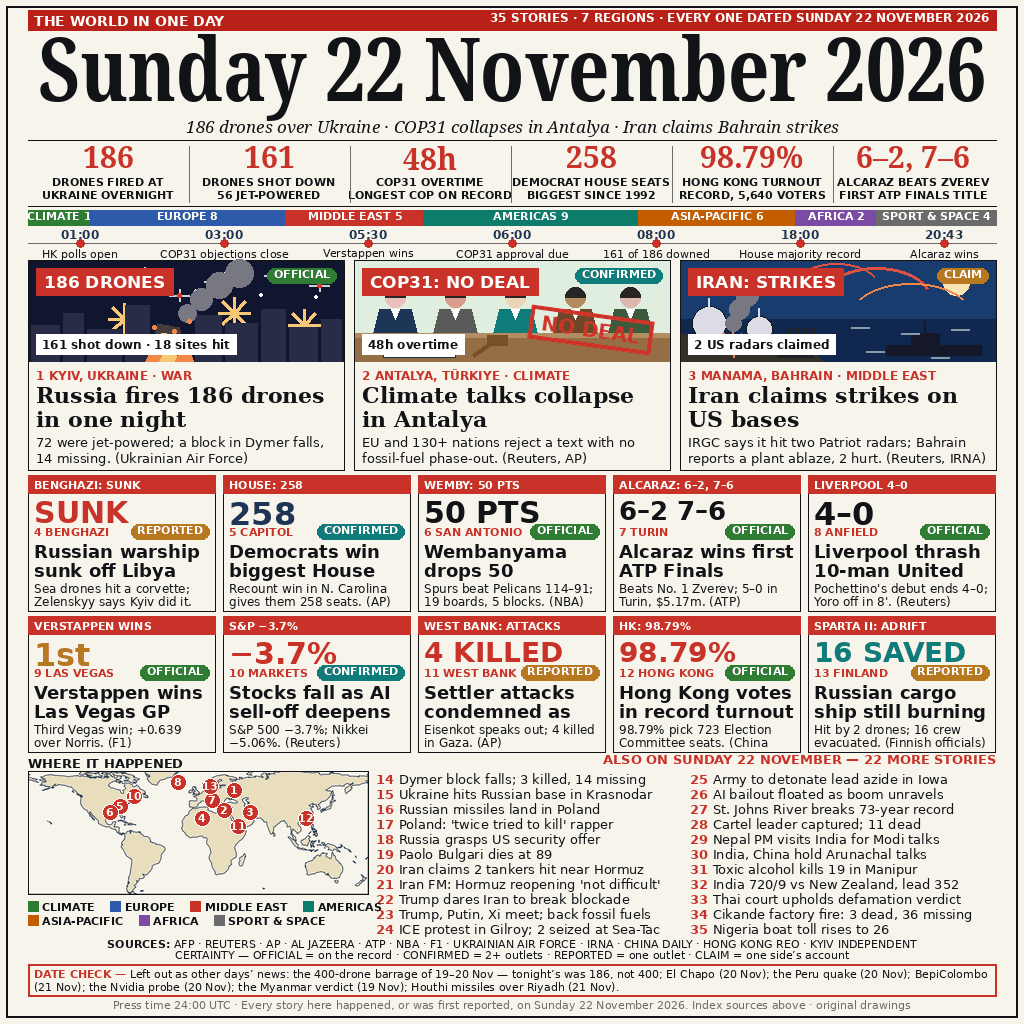 THE WORLD IN ONE DAY
35 STORIES · 7 REGIONS · EVERY ONE DATED SUNDAY 22 NOVEMBER 2026
Sunday 22 November 2026
186 drones over Ukraine · COP31 collapses in Antalya · Iran claims Bahrain strikes
186
DRONES FIRED AT
UKRAINE OVERNIGHT
161
DRONES SHOT DOWN
56 JET-POWERED
48h
COP31 OVERTIME
LONGEST COP ON RECORD
258
DEMOCRAT HOUSE SEATS
BIGGEST SINCE 1992
98.79%
HONG KONG TURNOUT
RECORD, 5,640 VOTERS
6–2, 7–6
ALCARAZ BEATS ZVEREV
FIRST ATP FINALS TITLE
CLIMATE 1
EUROPE 8
MIDDLE EAST 5
AMERICAS 9
ASIA-PACIFIC 6
AFRICA 2
SPORT & SPACE 4
01:00
03:00
05:30
06:00
08:00
18:00
20:43
HK polls open
COP31 objections close
Verstappen wins
COP31 approval due
161 of 186 downed
House majority record
Alcaraz wins
186 DRONES
OFFICIAL
161 shot down · 18 sites hit
1 KYIV, UKRAINE · WAR
Russia fires 186 drones
in one night
72 were jet-powered; a block in Dymer falls,
14 missing. (Ukrainian Air Force)
COP31: NO DEAL
CONFIRMED
NO DEAL
48h overtime
2 ANTALYA, TÜRKIYE · CLIMATE
Climate talks collapse
in Antalya
EU and 130+ nations reject a text with no
fossil-fuel phase-out. (Reuters, AP)
IRAN: STRIKES
CLAIM
2 US radars claimed
3 MANAMA, BAHRAIN · MIDDLE EAST
Iran claims strikes on
US bases
IRGC says it hit two Patriot radars; Bahrain
reports a plant ablaze, 2 hurt. (Reuters, IRNA)
BENGHAZI: SUNK
SUNK
4 BENGHAZI
REPORTED
Russian warship
sunk off Libya
Sea drones hit a corvette;
Zelenskyy says Kyiv did it.
HOUSE: 258
258
5 CAPITOL
CONFIRMED
Democrats win
biggest House
Recount win in N. Carolina
gives them 258 seats. (AP)
WEMBY: 50 PTS
50 PTS
6 SAN ANTONIO
OFFICIAL
Wembanyama
drops 50
Spurs beat Pelicans 114–91;
19 boards, 5 blocks. (NBA)
ALCARAZ: 6–2, 7–6
6–2 7–6
7 TURIN
OFFICIAL
Alcaraz wins first
ATP Finals
Beats No. 1 Zverev; 5–0 in
Turin, $5.17m. (ATP)
LIVERPOOL 4–0
4–0
8 ANFIELD
OFFICIAL
Liverpool thrash
10-man United
Pochettino's debut ends 4–0;
Yoro off in 8'. (Reuters)
VERSTAPPEN WINS
1st
9 LAS VEGAS
OFFICIAL
Verstappen wins
Las Vegas GP
Third Vegas win; +0.639
over Norris. (F1)
S&P −3.7%
−3.7%
10 MARKETS
CONFIRMED
Stocks fall as AI
sell-off deepens
S&P 500 −3.7%; Nikkei
−5.06%. (Reuters)
WEST BANK: ATTACKS
4 KILLED
11 WEST BANK
REPORTED
Settler attacks
condemned as
Eisenkot speaks out; 4 killed
in Gaza. (AP)
HK: 98.79%
98.79%
12 HONG KONG
OFFICIAL
Hong Kong votes
in record turnout
98.79% pick 723 Election
Committee seats. (China
SPARTA II: ADRIFT
16 SAVED
13 FINLAND
REPORTED
Russian cargo
ship still burning
Hit by 2 drones; 16 crew
evacuated. (Finnish officials)
WHERE IT HAPPENED
8
13
1
10
7
5
2
6
4
3
11
12
CLIMATE
EUROPE
MIDDLE EAST
AMERICAS
ASIA-PACIFIC
AFRICA
SPORT & SPACE
ALSO ON SUNDAY 22 NOVEMBER — 22 MORE STORIES
14 Dymer block falls; 3 killed, 14 missing
15 Ukraine hits Russian base in Krasnodar
16 Russian missiles land in Poland
17 Poland: 'twice tried to kill' rapper
18 Russia grasps US security offer
19 Paolo Bulgari dies at 89
20 Iran claims 2 tankers hit near Hormuz
21 Iran FM: Hormuz reopening 'not difficult'
22 Trump dares Iran to break blockade
23 Trump, Putin, Xi meet; back fossil fuels
24 ICE protest in Gilroy; 2 seized at Sea-Tac
25 Army to detonate lead azide in Iowa
26 AI bailout floated as boom unravels
27 St. Johns River breaks 73-year record
28 Cartel leader captured; 11 dead
29 Nepal PM visits India for Modi talks
30 India, China hold Arunachal talks
31 Toxic alcohol kills 19 in Manipur
32 India 720/9 vs New Zealand, lead 352
33 Thai court upholds defamation verdict
34 Cikande factory fire: 3 dead, 36 missing
35 Nigeria boat toll rises to 26
SOURCES: AFP · REUTERS · AP · AL JAZEERA · ATP · NBA · F1 · UKRAINIAN AIR FORCE · IRNA · CHINA DAILY · HONG KONG REO · KYIV INDEPENDENT
CERTAINTY — OFFICIAL = on the record · CONFIRMED = 2+ outlets · REPORTED = one outlet · CLAIM = one side's account
DATE CHECK — Left out as other days' news: the 400-drone barrage of 19–20 Nov — tonight's was 186, not 400; El Chapo (20 Nov); the Peru quake (20 Nov); BepiColombo
(21 Nov); the Nvidia probe (20 Nov); the Myanmar verdict (19 Nov); Houthi missiles over Riyadh (21 Nov).
Press time 24:00 UTC · Every story here happened, or was first reported, on Sunday 22 November 2026. Index sources above · original drawings